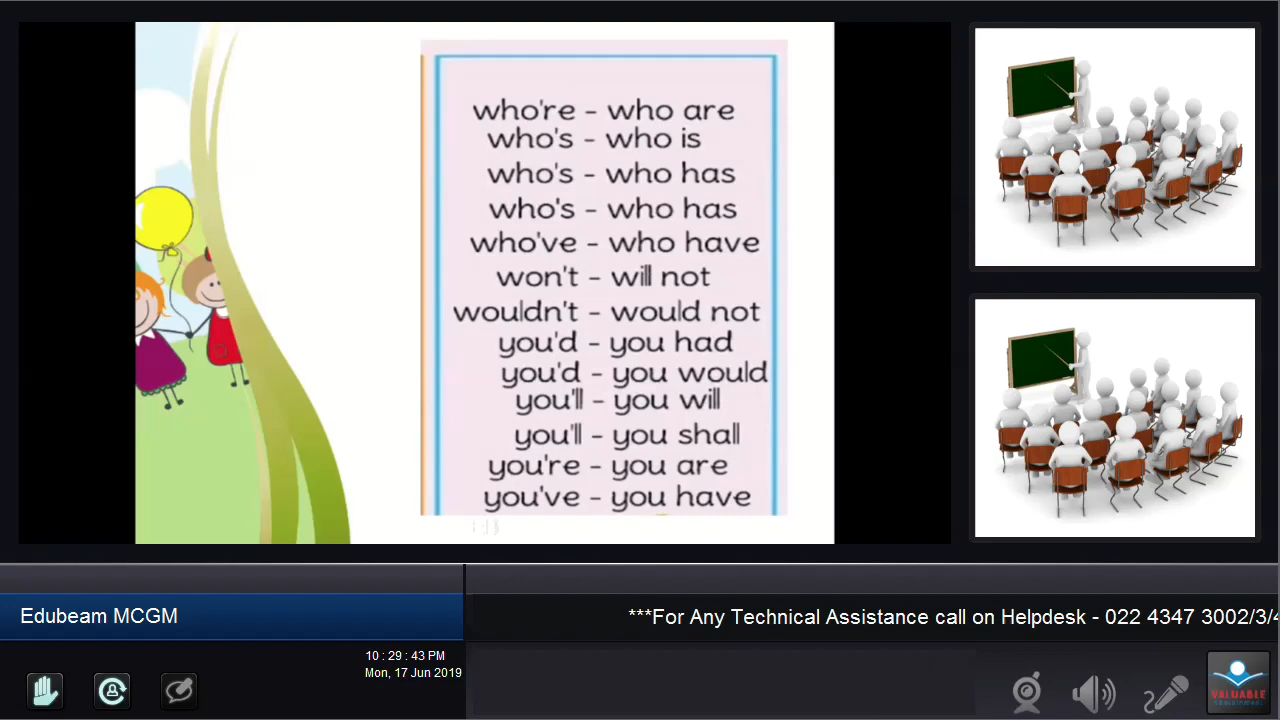 who're - who are
who's - who is
who's - who has
who's - who has
who've - who have
won't - will not
wouldn't - would not
you'd - you had
you'd - you would
you'll - you will
you'll - you shall
you're - you are
you've - you have
Edubeam MCGM
***For Any Technical Assistance call on Helpdesk - 022 4347 3002/3/4
10 : 29 : 43 PM
Mon, 17 Jun 2019
VALUABLE